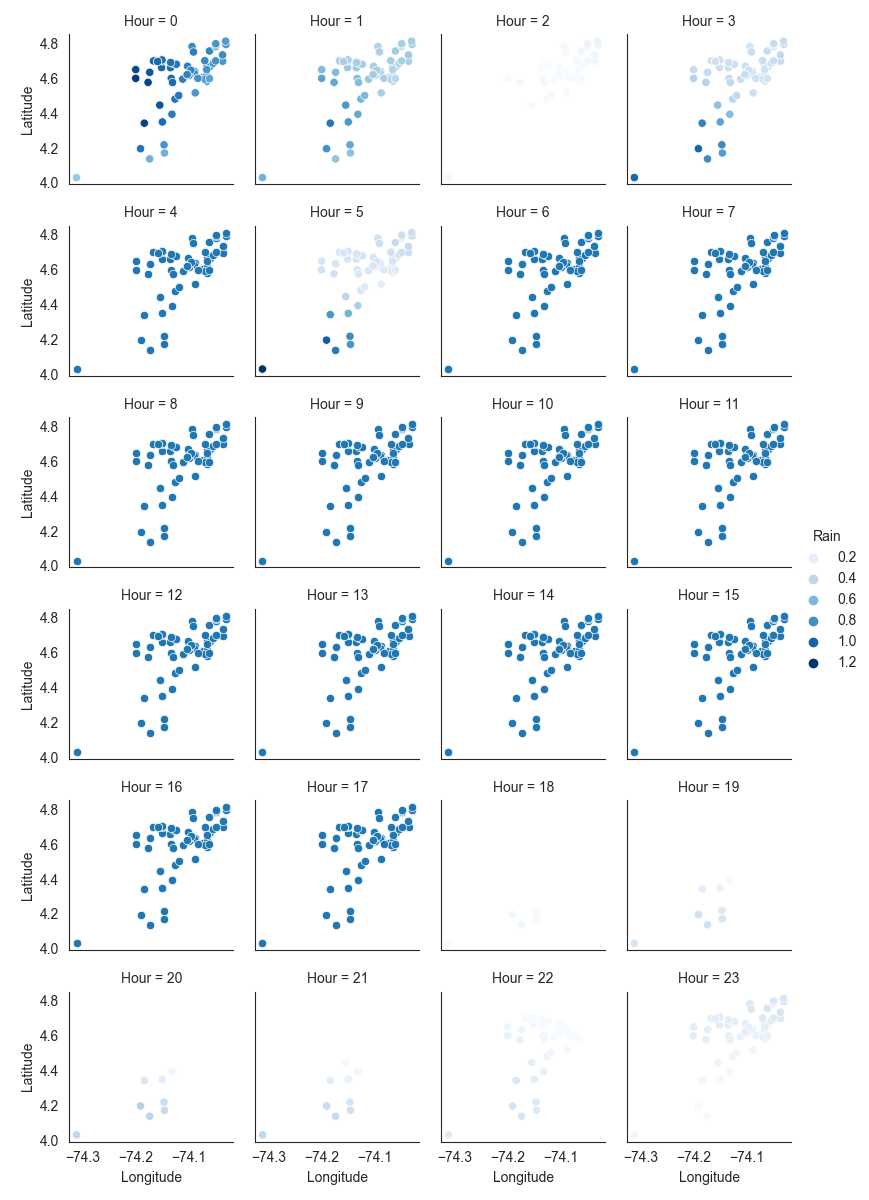 Hour = 0 Hour = 1 Hour = 2 Hour = 3
4.8
4.6
4.4
4.2
4.0
Latitude
Hour = 4 Hour = 5 Hour = 6 Hour = 7
4.8
4.6
4.4
4.2
4.0
Latitude
Hour = 8 Hour = 9 Hour = 10 Hour = 11
4.8
4.6
4.4
4.2
4.0
Latitude
Rain
0.2
0.4
0.6
0.8
1.0
1.2
Hour = 12 Hour = 13 Hour = 14 Hour = 15
4.8
4.6
4.4
4.2
4.0
Latitude
Hour = 16 Hour = 17 Hour = 18 Hour = 19
4.8
4.6
4.4
4.2
4.0
Latitude
Hour = 20 Hour = 21 Hour = 22 Hour = 23
4.8
4.6
4.4
4.2
4.0
Latitude
−74.3 −74.2 −74.1 −74.3 −74.2 −74.1 −74.3 −74.2 −74.1 −74.3 −74.2 −74.1
Longitude Longitude Longitude Longitude